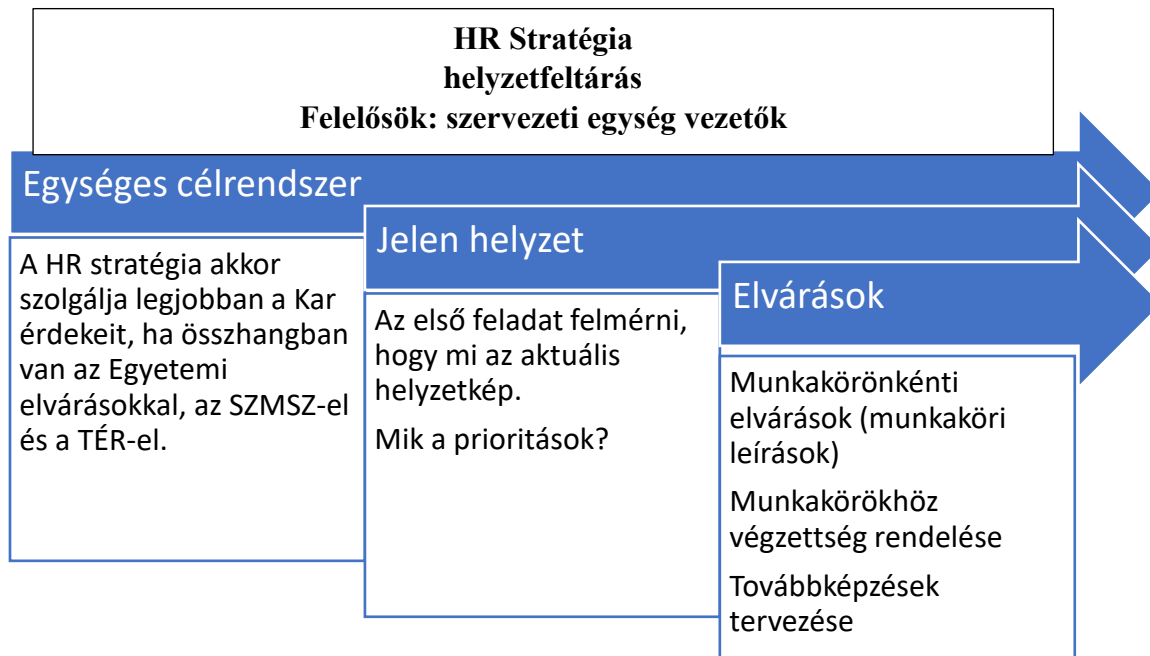 HR Stratégia
helyzetfeltárás
Felelősök: szervezeti egység vezetők
Egységes célrendszer
A HR stratégia akkor
szolgálja legjobban a Kar
érdekeit, ha összhangban
van az Egyetemi
elvárásokkal, az SZMSZ-el
és a TÉR-el.
Jelen helyzet
Az első feladat felmérni,
hogy mi az aktuális
helyzetkép.
Mik a prioritások?
Elvárások
Munkakörönkénti
elvárások (munkaköri
leírások)
Munkakörökhöz
végzettség rendelése
Továbbképzések
tervezése